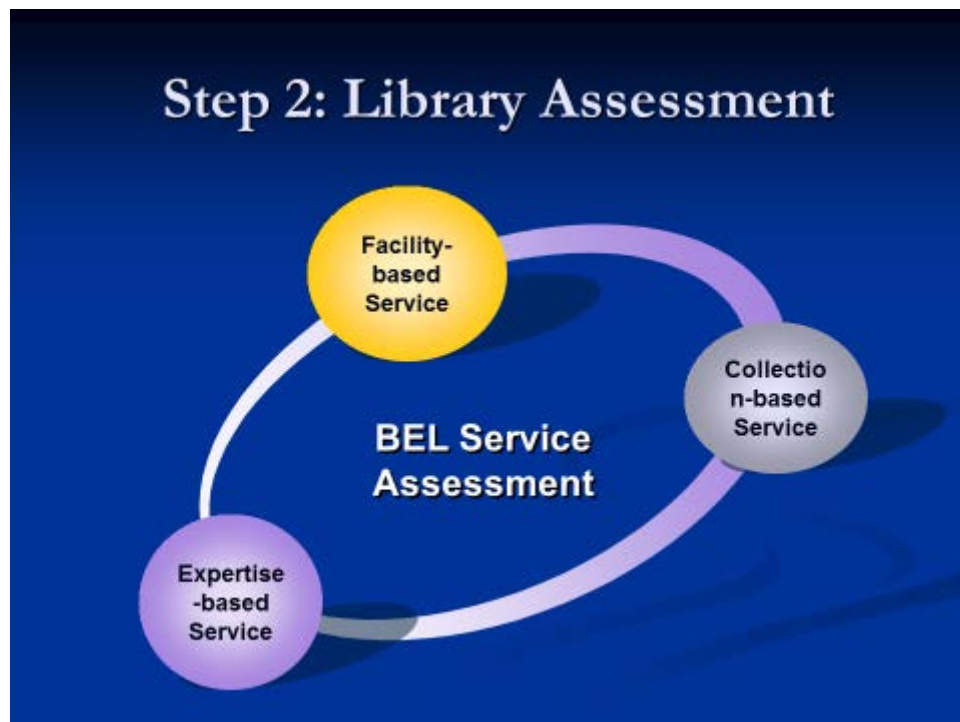 Step 2: Library Assessment
Facility-
based
Service
Collectio
n-based
Service
BEL Service
Assessment
Expertise
-based
Service